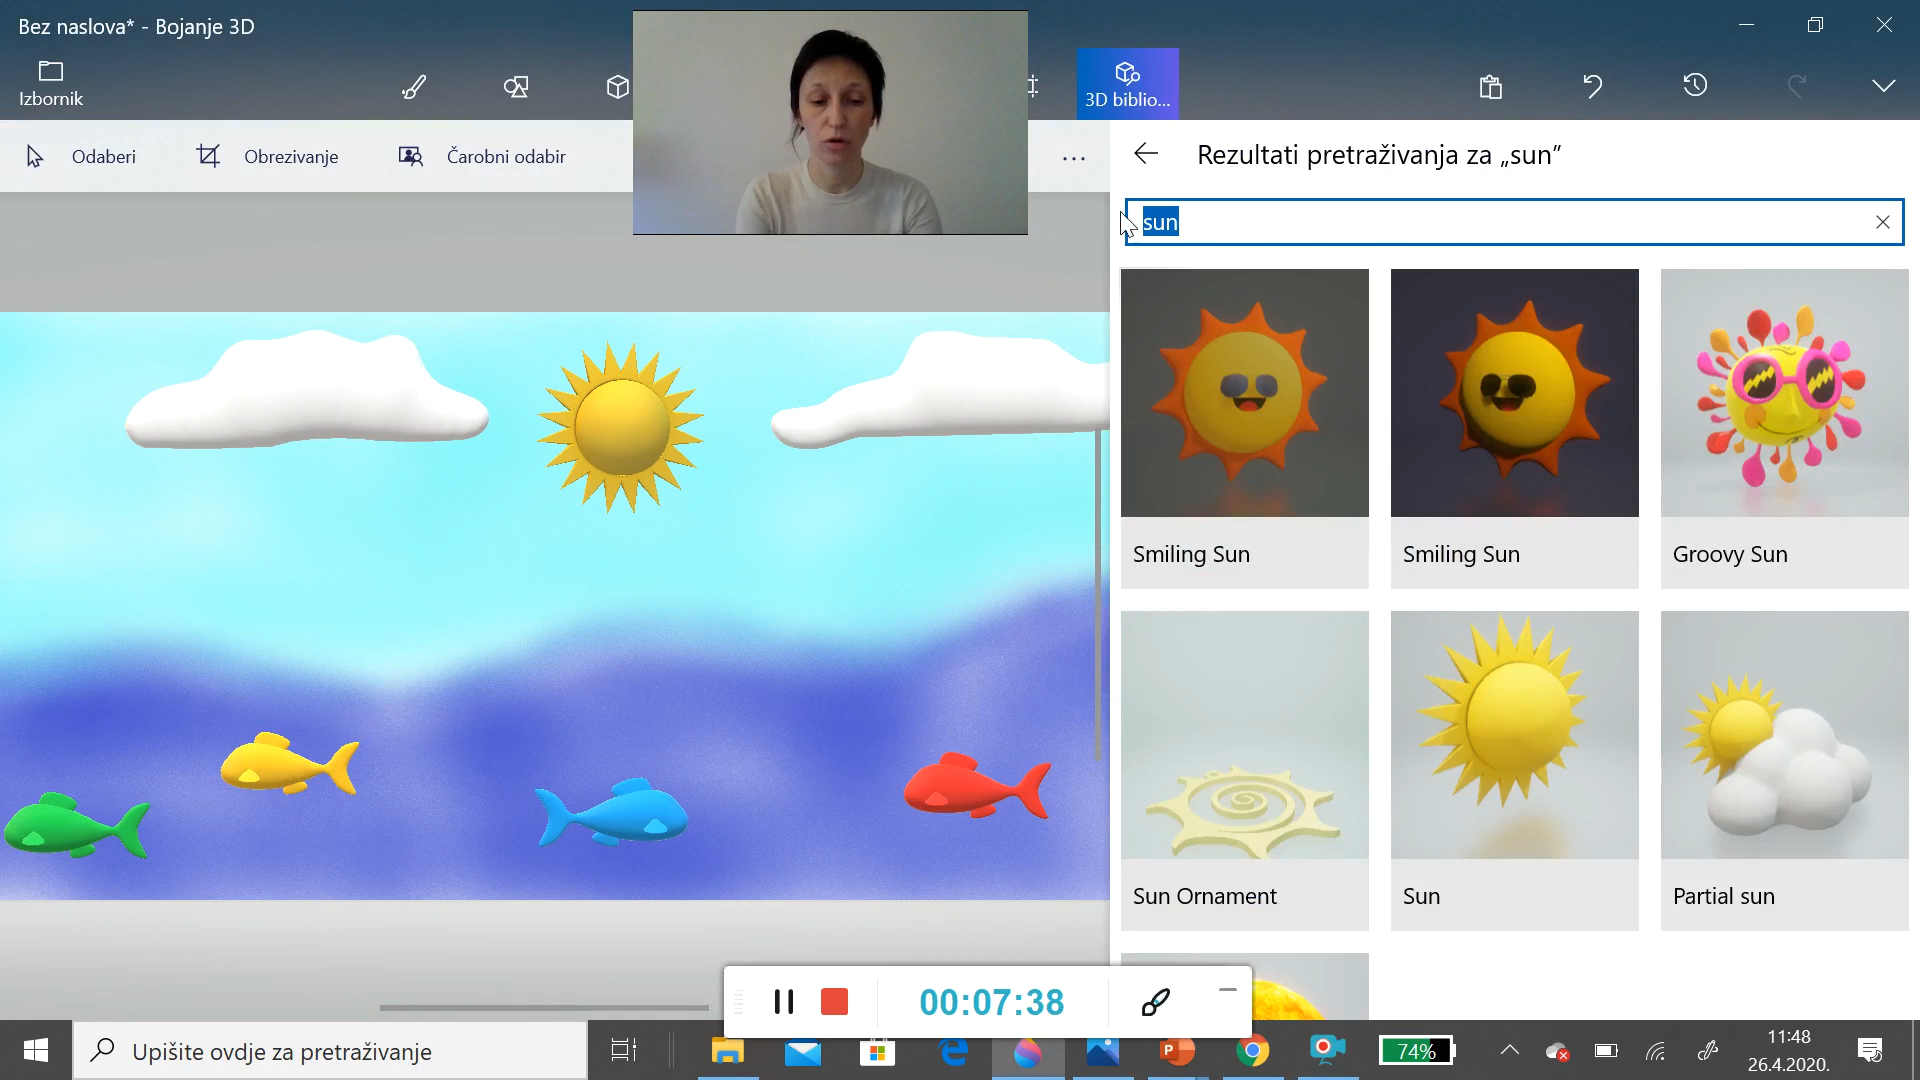 Bez naslova* - Bojanje 3D
Izbornik
3D biblio...
Odaberi
Obrezivanje
Čarobni odabir
Rezultati pretraživanja za „sun”
sun
Smiling Sun
Smiling Sun
Groovy Sun
Sun Ornament
Sun
Partial sun
00:07:38
Upišite ovdje za pretraživanje
P
74%
11:48
26.4.2020.